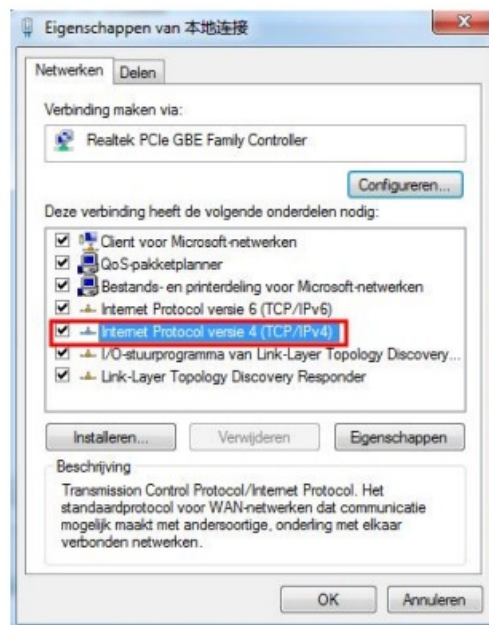 Eigenschappen van 本地连接
Netwerken Delen
Verbinding maken via:
Realtek PCIe GBE Family Controller
Configureren...
Deze verbinding heeft de volgende onderdelen nodig:
Client voor Microsoft-netwerken
QoS-pakketplanner
Bestands- en printerdeling voor Microsoft-netwerken
Internet Protocol versie 6 (TCP/IPv6)
Internet Protocol versie 4 (TCP/IPv4)
I/O-stuurprogramma van Link-Layer Topology Discovery...
Link-Layer Topology Discovery Responder
Installeren... Verwijderen Eigenschappen
Beschrijving
Transmission Control Protocol/Internet Protocol. Het
standaardprotocol voor WAN-netwerken dat communicatie
mogelijk maakt met andersoortige, onderling met elkaar
verbonden netwerken.
OK Annuleren